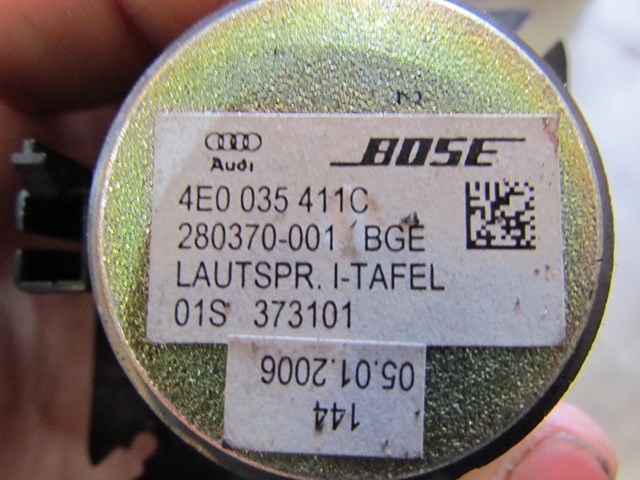 Audi BOSE
4E0 035 411C
280370-001 BGE
LAUTSPR. I-TAFEL
01S 373101
05.01.2006
144